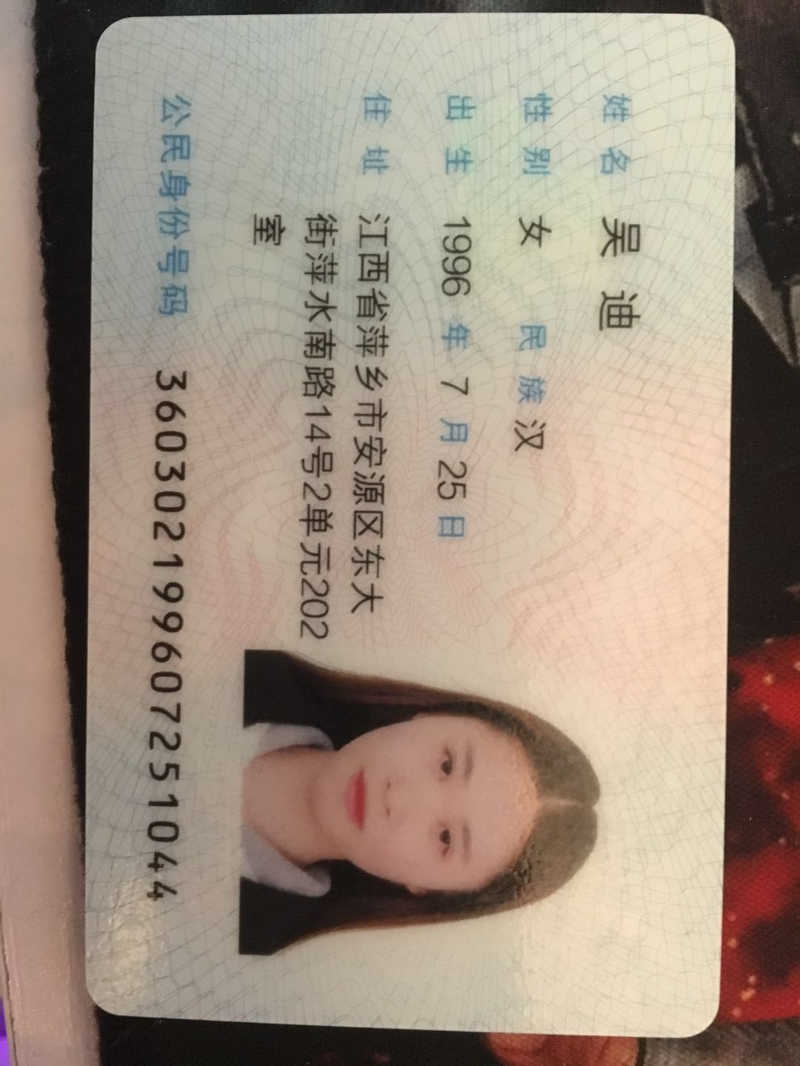 姓名 吴迪
性别 女 民族 汉
出生 1996 年 7 月 25 日
住址 江西省萍乡市安源区东大
街萍水南路14号2单元202
室
公民身份号码 360302199607251044